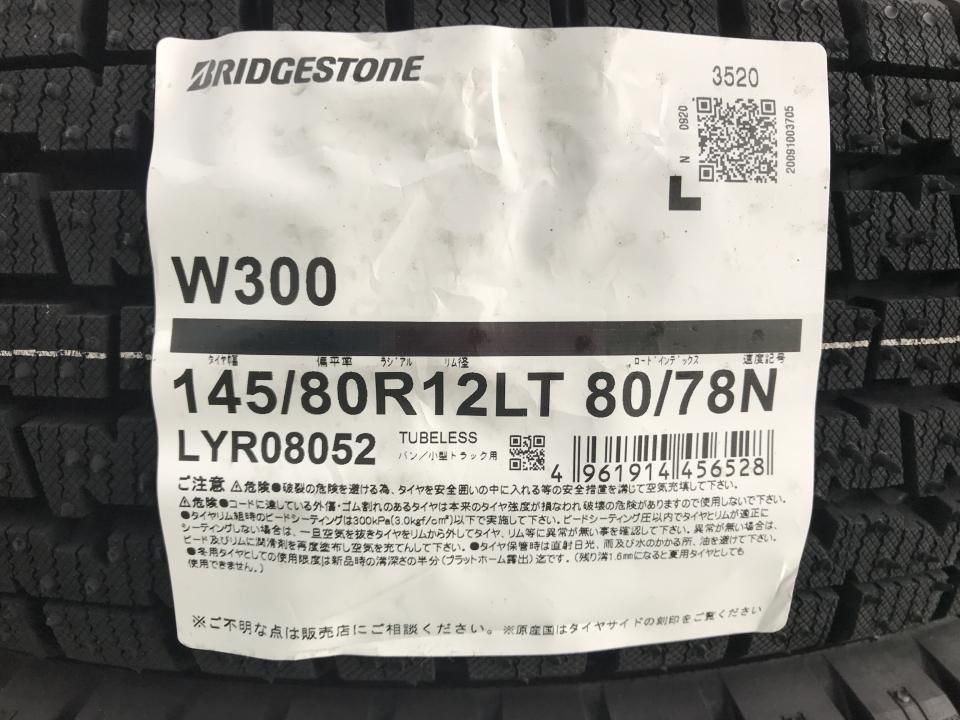 BRIDGESTONE
3520
N 0920
20091003705
L
W300
タイヤ幅 偏平率 ラジアル リム径 ロードインデックス 速度記号
145/80R12LT 80/78N
LYR08052 TUBELESS
バン/小型トラック用
4 961914 456528
ご注意 ⚠危険●破裂の危険を避ける為、タイヤを安全囲いの中に入れる等の安全措置を講じて空気充填して下さい。
⚠危険●コードに達している外傷・ゴム割れのあるタイヤは本来のタイヤ強度が損なわれ破壊の危険がありますので使用しないで下さい。
●タイヤリム組時のビードシーティングは300kPa(3.0kgf/c㎡)以下で実施して下さい。ビードシーティング圧以内でタイヤとリムが適正に
シーティングしない場合は、一旦空気を抜きタイヤをリムから外してタイヤ、リム等に異常が無い事を確認して下さい。異常が無い場合は、
ビード及びリムに潤滑剤を再度塗布し空気を充てんして下さい。●タイヤ保管時は直射日光、雨及び水のかかる所、油を避けて下さい。
●冬用タイヤとしての使用限度は新品時の溝深さの半分(プラットホーム露出)迄です。(残り溝1.6mmになると夏用タイヤとしても
使用できません。)
※ご不明な点は販売店にご相談ください。※原産国はタイヤサイドの刻印をご覧ください